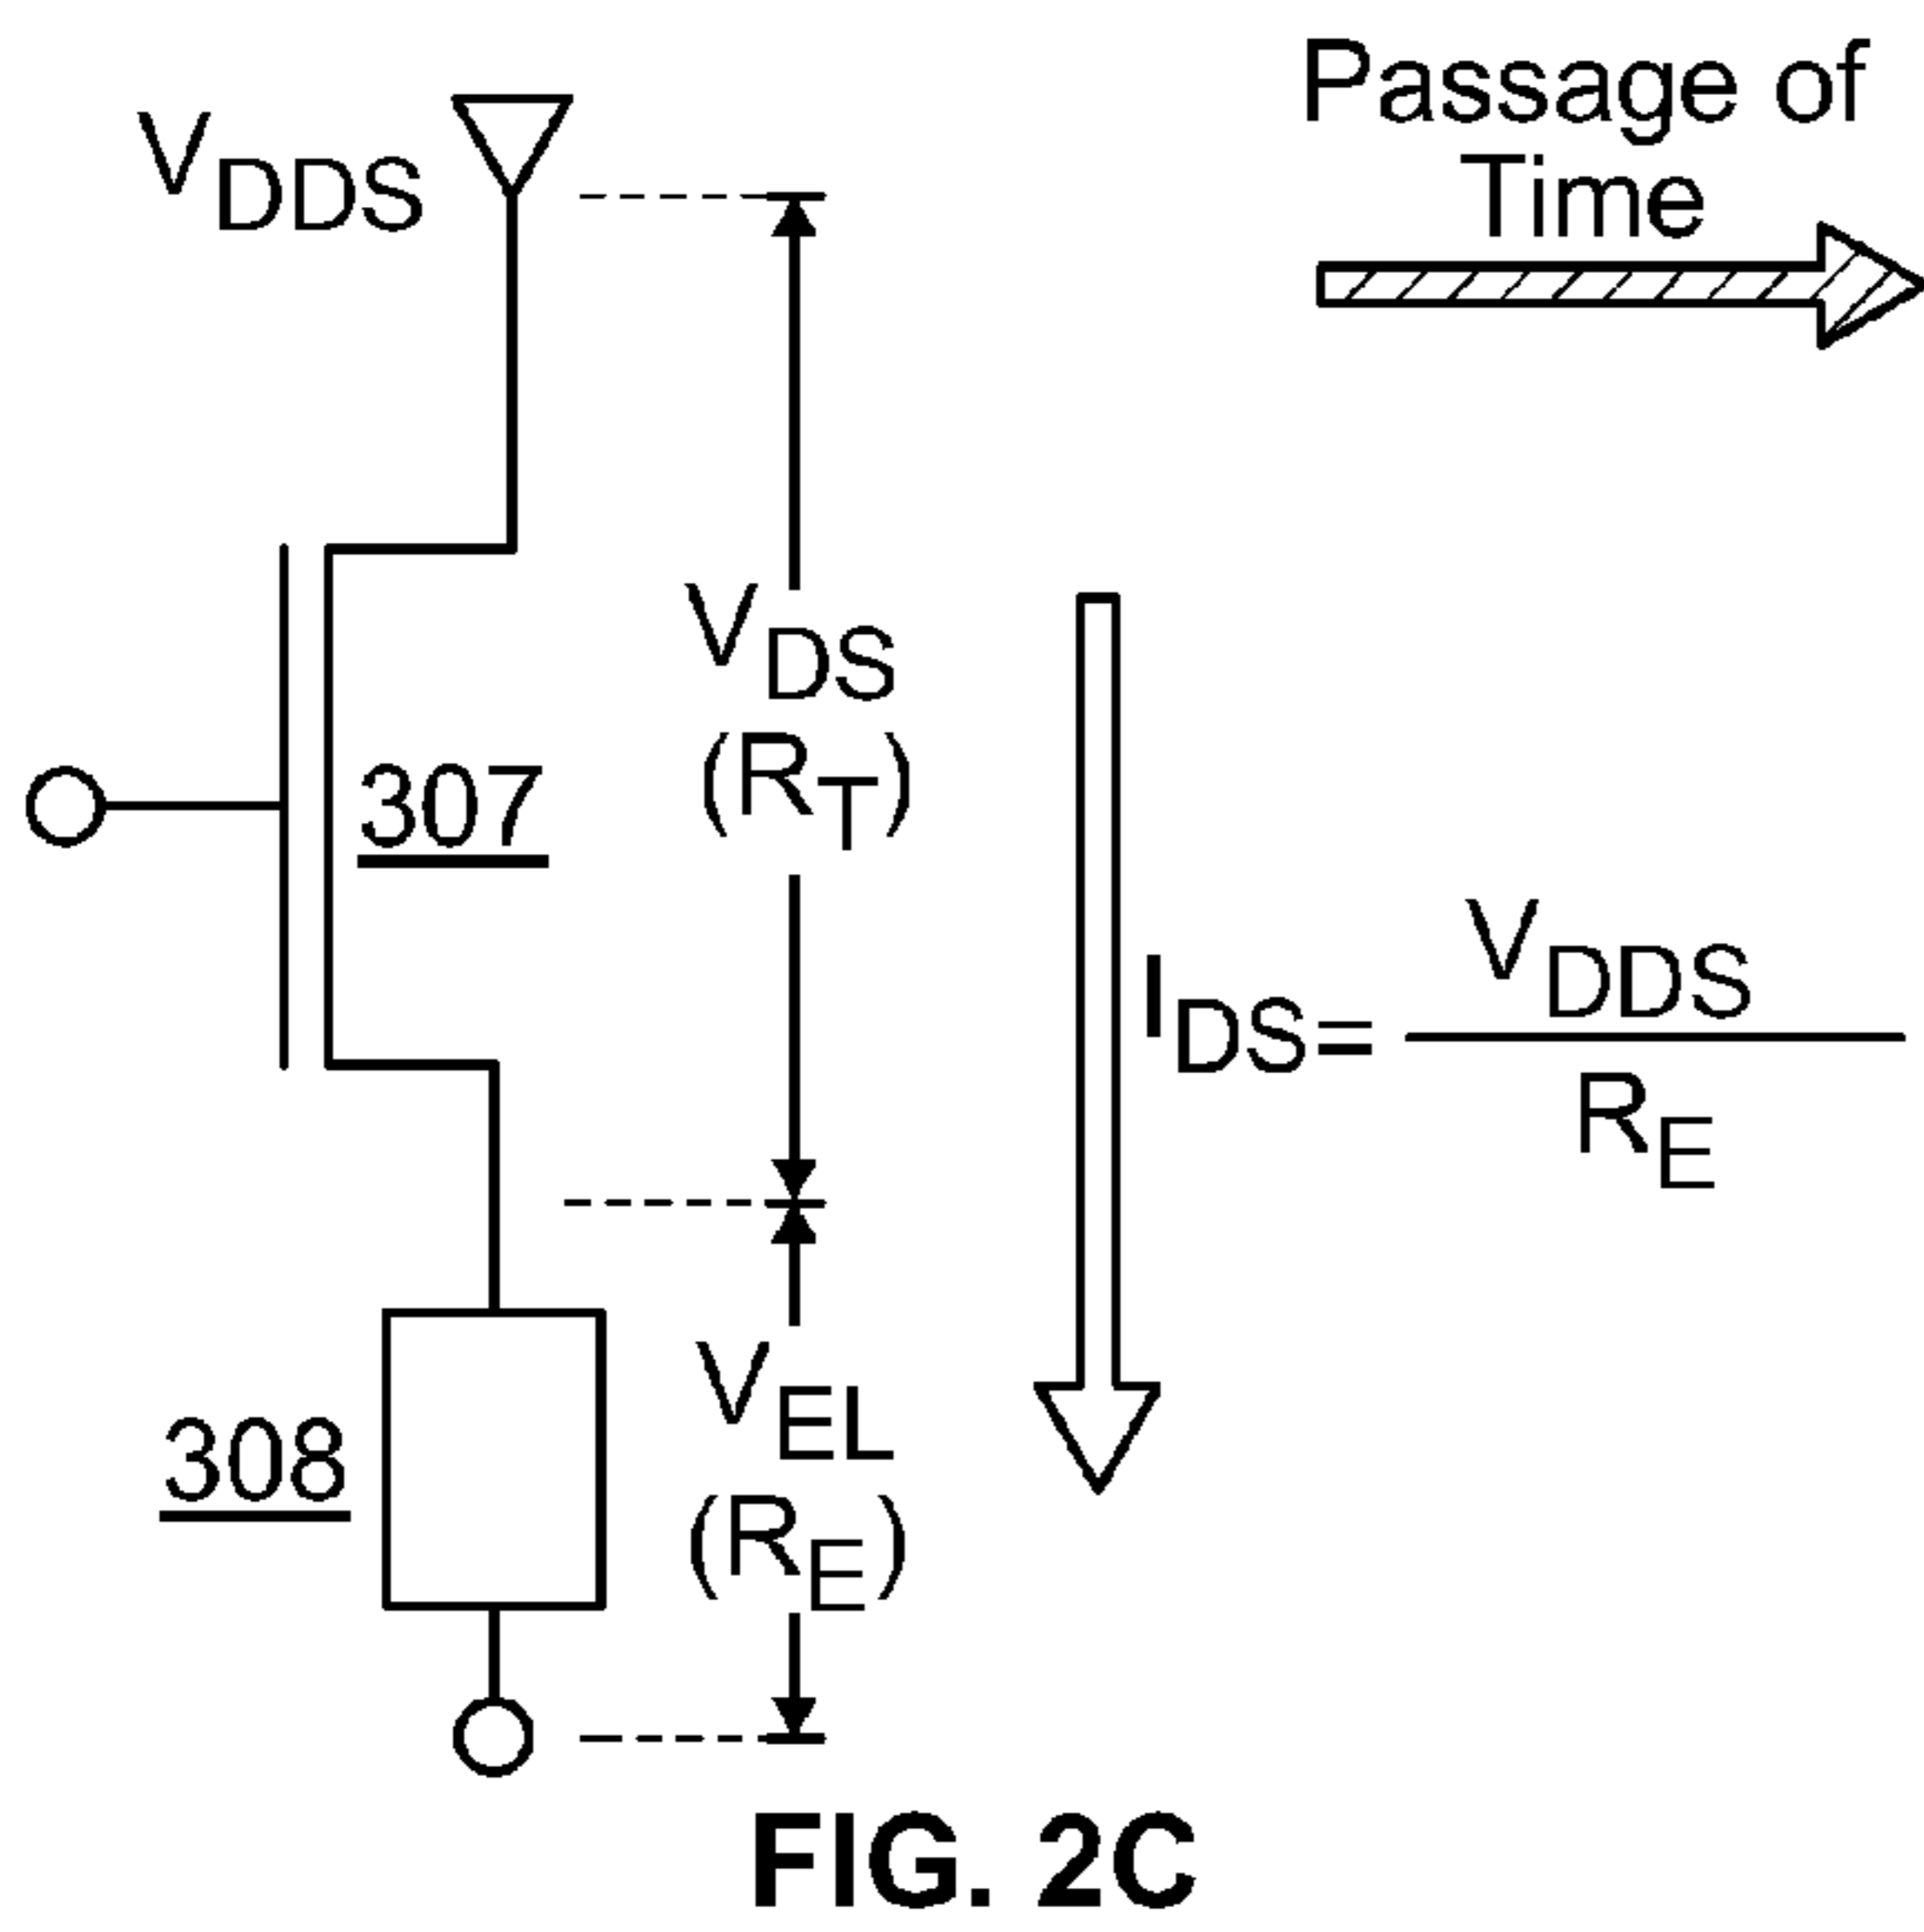 Passage of
Time
VDDS
VDS
(RT)
307
IDS= VDDS
RE
VEL
(RE)
308
FIG. 2C